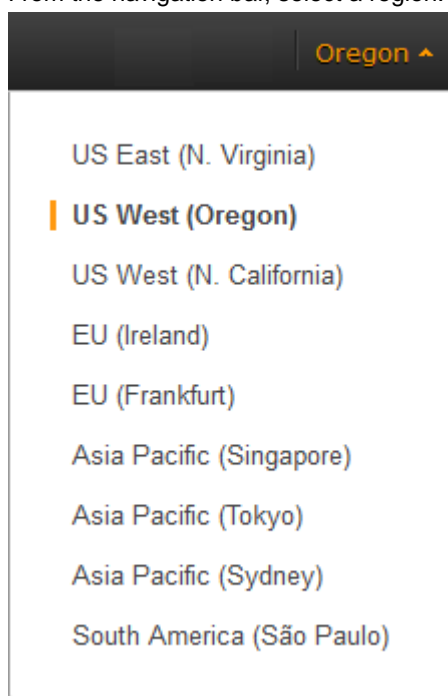 From the navigation bar, select a region.
Oregon
US East (N. Virginia)
US West (Oregon)
US West (N. California)
EU (Ireland)
EU (Frankfurt)
Asia Pacific (Singapore)
Asia Pacific (Tokyo)
Asia Pacific (Sydney)
South America (São Paulo)